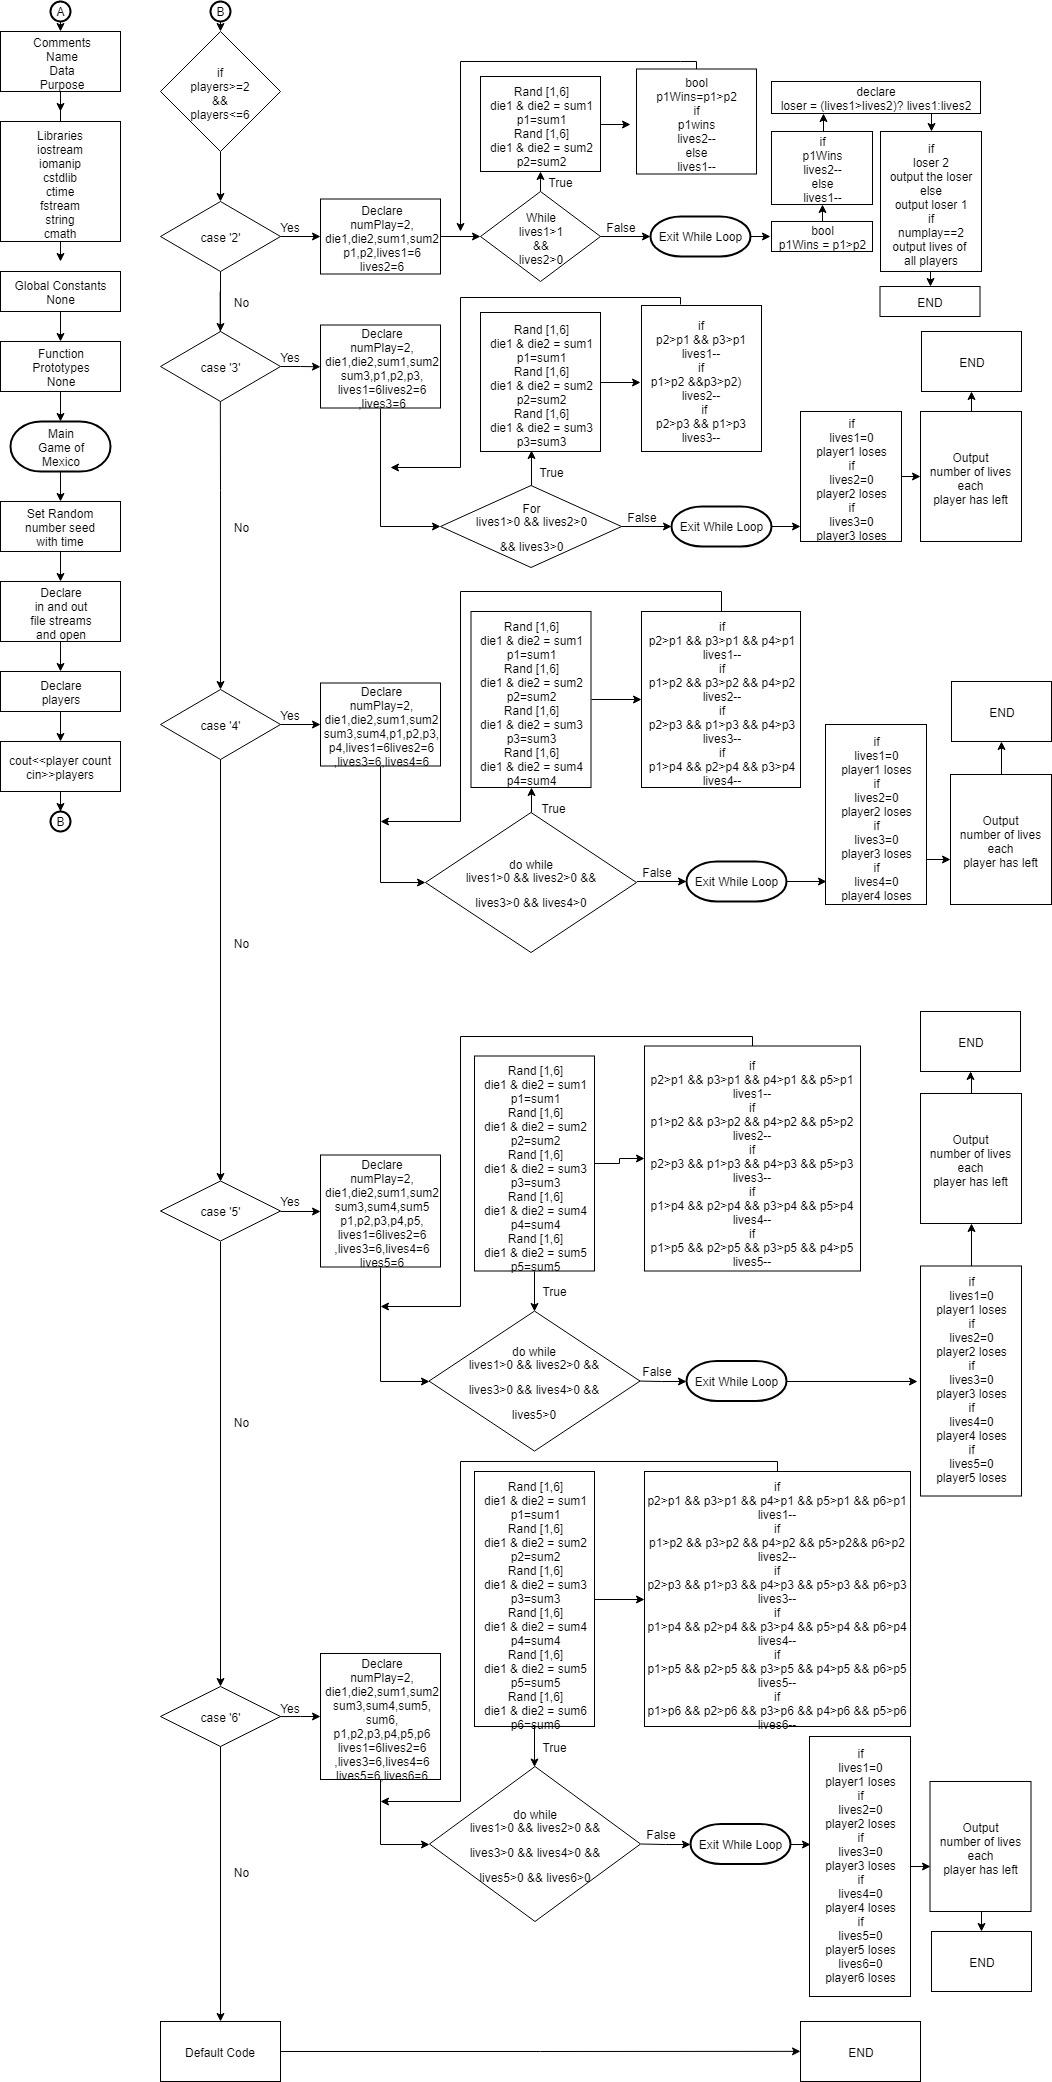 A
Comments
Name
Data
Purpose
Libraries
iostream
iomanip
cstdlib
ctime
fstream
string
cmath
Global Constants
None
Function
Prototypes
None
Main
Game of
Mexico
Set Random
number seed
with time
Declare
in and out
file streams
and open
Declare
players
cout<<player count
cin>>players
B
B
if
players>=2
&&
players<=6
case '2'
Yes
No
Declare
numPlay=2,
die1,die2,sum1,sum2
p1,p2,lives1=6
lives2=6
While
lives1>1
&&
lives2>0
True
False
Rand [1,6]
die1 & die2 = sum1
p1=sum1
Rand [1,6]
die1 & die2 = sum2
p2=sum2
bool
p1Wins=p1>p2
if
p1wins
lives2--
else
lives1--
Exit While Loop
bool
p1Wins = p1>p2
if
p1Wins
lives2--
else
lives1--
declare
loser = (lives1>lives2)? lives1:lives2
if
loser 2
output the loser
else
output loser 1
if
numplay==2
output lives of
all players
END
case '3'
Yes
No
Declare
numPlay=2,
die1,die2,sum1,sum2
sum3,p1,p2,p3,
lives1=6lives2=6
,lives3=6
Rand [1,6]
die1 & die2 = sum1
p1=sum1
Rand [1,6]
die1 & die2 = sum2
p2=sum2
Rand [1,6]
die1 & die2 = sum3
p3=sum3
if
p2>p1 && p3>p1
lives1--
if
p1>p2 &&p3>p2)
lives2--
if
p2>p3 && p1>p3
lives3--
True
For
lives1>0 && lives2>0
&& lives3>0
False
Exit While Loop
if
lives1=0
player1 loses
if
lives2=0
player2 loses
if
lives3=0
player3 loses
Output
number of lives
each
player has left
END
case '4'
Yes
No
Declare
numPlay=2,
die1,die2,sum1,sum2
sum3,sum4,p1,p2,p3,
p4,lives1=6lives2=6
,lives3=6,lives4=6
Rand [1,6]
die1 & die2 = sum1
p1=sum1
Rand [1,6]
die1 & die2 = sum2
p2=sum2
Rand [1,6]
die1 & die2 = sum3
p3=sum3
Rand [1,6]
die1 & die2 = sum4
p4=sum4
if
p2>p1 && p3>p1 && p4>p1
lives1--
if
p1>p2 && p3>p2 && p4>p2
lives2--
if
p2>p3 && p1>p3 && p4>p3
lives3--
if
p1>p4 && p2>p4 && p3>p4
lives4--
True
do while
lives1>0 && lives2>0 &&
lives3>0 && lives4>0
False
Exit While Loop
if
lives1=0
player1 loses
if
lives2=0
player2 loses
if
lives3=0
player3 loses
if
lives4=0
player4 loses
Output
number of lives
each
player has left
END
case '5'
Yes
No
Declare
numPlay=2,
die1,die2,sum1,sum2
sum3,sum4,sum5
p1,p2,p3,p4,p5,
lives1=6lives2=6
,lives3=6,lives4=6
lives5=6
Rand [1,6]
die1 & die2 = sum1
p1=sum1
Rand [1,6]
die1 & die2 = sum2
p2=sum2
Rand [1,6]
die1 & die2 = sum3
p3=sum3
Rand [1,6]
die1 & die2 = sum4
p4=sum4
Rand [1,6]
die1 & die2 = sum5
p5=sum5
if
p2>p1 && p3>p1 && p4>p1 && p5>p1
lives1--
if
p1>p2 && p3>p2 && p4>p2 && p5>p2
lives2--
if
p2>p3 && p1>p3 && p4>p3 && p5>p3
lives3--
if
p1>p4 && p2>p4 && p3>p4 && p5>p4
lives4--
if
p1>p5 && p2>p5 && p3>p5 && p4>p5
lives5--
True
do while
lives1>0 && lives2>0 &&
lives3>0 && lives4>0 &&
lives5>0
False
Exit While Loop
if
lives1=0
player1 loses
if
lives2=0
player2 loses
if
lives3=0
player3 loses
if
lives4=0
player4 loses
if
lives5=0
player5 loses
Output
number of lives
each
player has left
END
case '6'
Yes
No
Declare
numPlay=2,
die1,die2,sum1,sum2
sum3,sum4,sum5,
sum6,
p1,p2,p3,p4,p5,p6
lives1=6lives2=6
,lives3=6,lives4=6
lives5=6,lives6=6
Rand [1,6]
die1 & die2 = sum1
p1=sum1
Rand [1,6]
die1 & die2 = sum2
p2=sum2
Rand [1,6]
die1 & die2 = sum3
p3=sum3
Rand [1,6]
die1 & die2 = sum4
p4=sum4
Rand [1,6]
die1 & die2 = sum5
p5=sum5
Rand [1,6]
die1 & die2 = sum6
p6=sum6
if
p2>p1 && p3>p1 && p4>p1 && p5>p1 && p6>p1
lives1--
if
p1>p2 && p3>p2 && p4>p2 && p5>p2&& p6>p2
lives2--
if
p2>p3 && p1>p3 && p4>p3 && p5>p3 && p6>p3
lives3--
if
p1>p4 && p2>p4 && p3>p4 && p5>p4 && p6>p4
lives4--
if
p1>p5 && p2>p5 && p3>p5 && p4>p5 && p6>p5
lives5--
if
p1>p6 && p2>p6 && p3>p6 && p4>p6 && p5>p6
lives6--
True
do while
lives1>0 && lives2>0 &&
lives3>0 && lives4>0 &&
lives5>0 && lives6>0
False
Exit While Loop
if
lives1=0
player1 loses
if
lives2=0
player2 loses
if
lives3=0
player3 loses
if
lives4=0
player4 loses
if
lives5=0
player5 loses
lives6=0
player6 loses
Output
number of lives
each
player has left
END
Default Code
END